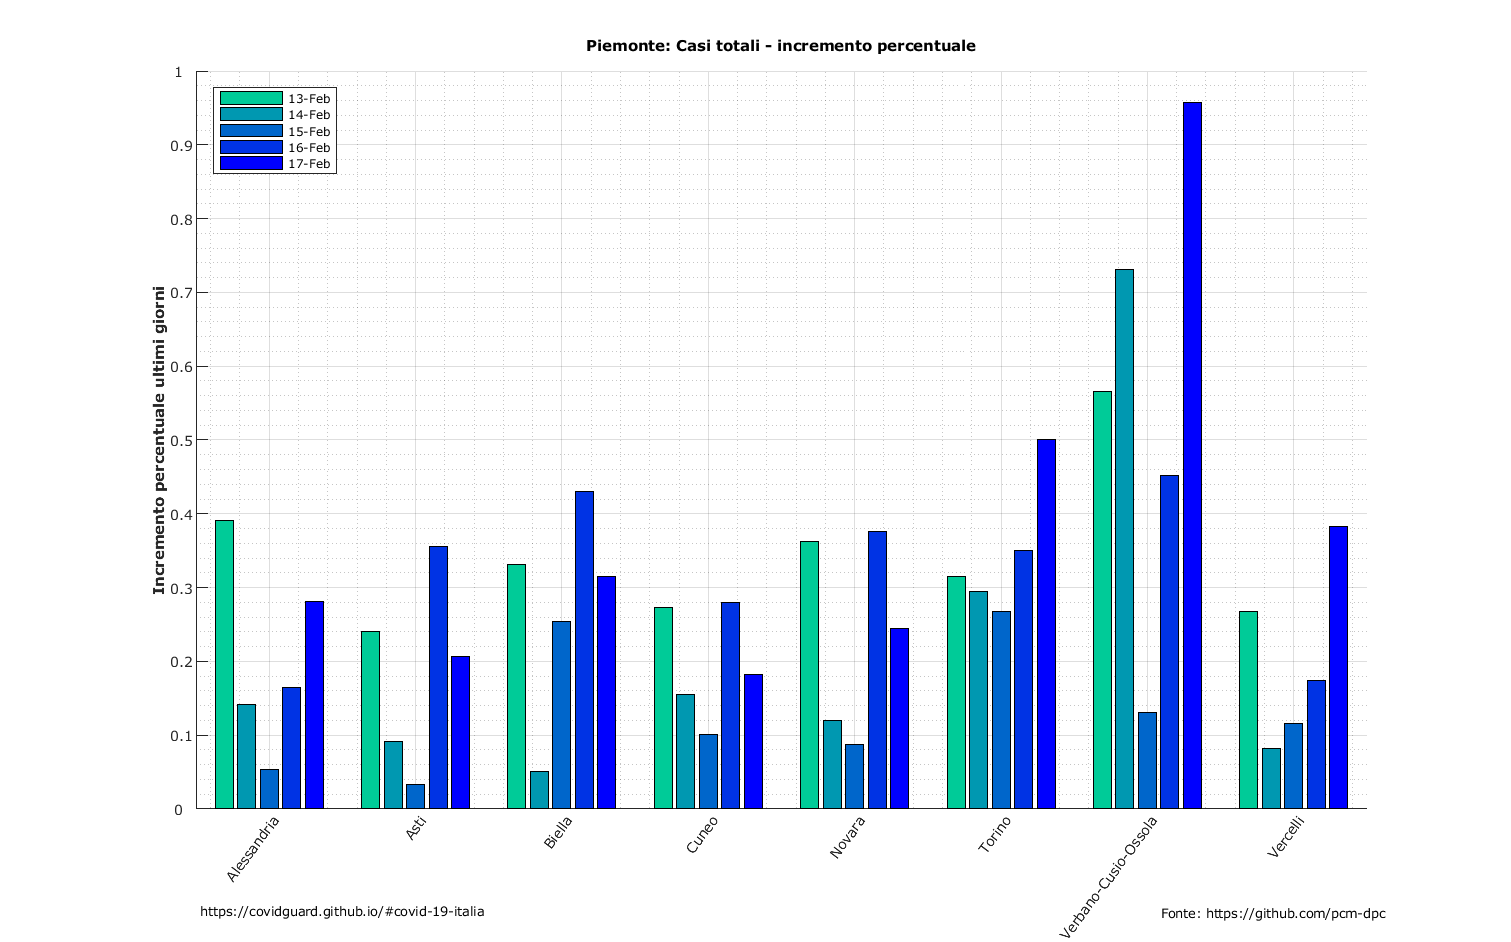 Piemonte: Casi totali - incremento percentuale
1
0.9
0.8
0.7
0.6
0.5
0.4
0.3
0.2
0.1
0
Incremento percentuale ultimi giorni
13-Feb
14-Feb
15-Feb
16-Feb
17-Feb
Alessandria
Asti
Biella
Cuneo
Novara
Torino
Verbano-Cusio-Ossola
Vercelli
https://covidguard.github.io/#covid-19-italia
Fonte: https://github.com/pcm-dpc